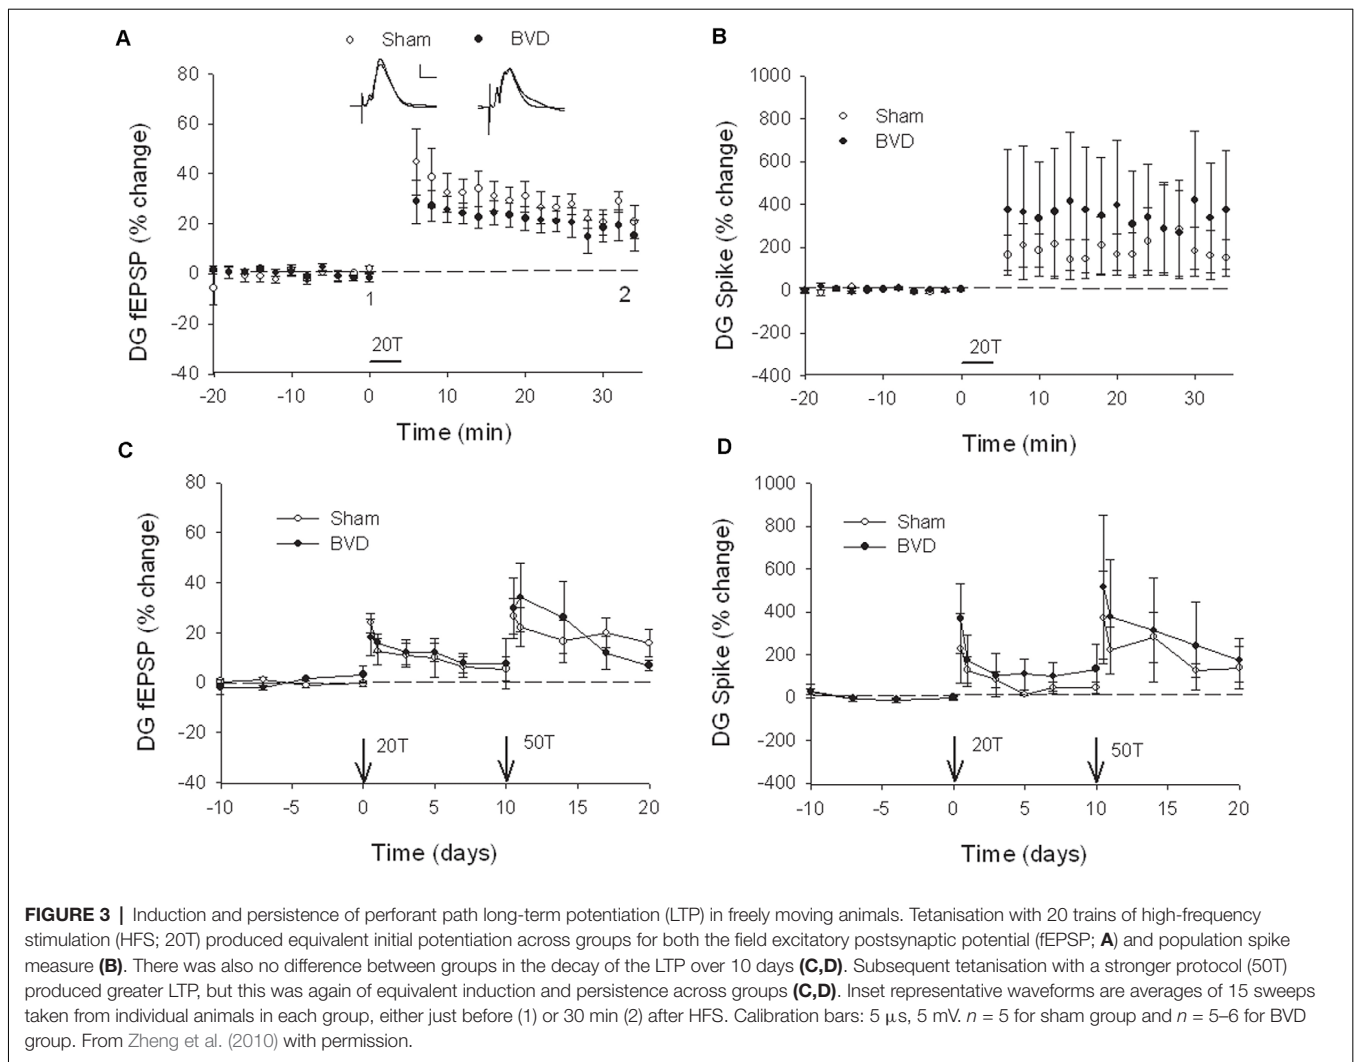 A
Sham
BVD
DG fEPSP (% change)
80
60
40
20
0
-20
-40
1
2
20T
-20
-10
0
10
20
30
Time (min)
B
Sham
BVD
DG Spike (% change)
1000
800
600
400
200
0
-200
-400
20T
-20
-10
0
10
20
30
Time (min)
C
Sham
BVD
DG fEPSP (% change)
80
60
40
20
0
-20
-40
20T
50T
-10
-5
0
5
10
15
20
Time (days)
D
Sham
BVD
DG Spike (% change)
1000
800
600
400
200
0
-200
-400
20T
50T
-10
-5
0
5
10
15
20
Time (days)
FIGURE 3 | Induction and persistence of perforant path long-term potentiation (LTP) in freely moving animals. Tetanisation with 20 trains of high-frequency
stimulation (HFS; 20T) produced equivalent initial potentiation across groups for both the field excitatory postsynaptic potential (fEPSP; A) and population spike
measure (B). There was also no difference between groups in the decay of the LTP over 10 days (C,D). Subsequent tetanisation with a stronger protocol (50T)
produced greater LTP, but this was again of equivalent induction and persistence across groups (C,D). Inset representative waveforms are averages of 15 sweeps
taken from individual animals in each group, either just before (1) or 30 min (2) after HFS. Calibration bars: 5 μs, 5 mV. n = 5 for sham group and n = 5–6 for BVD
group. From Zheng et al. (2010) with permission.